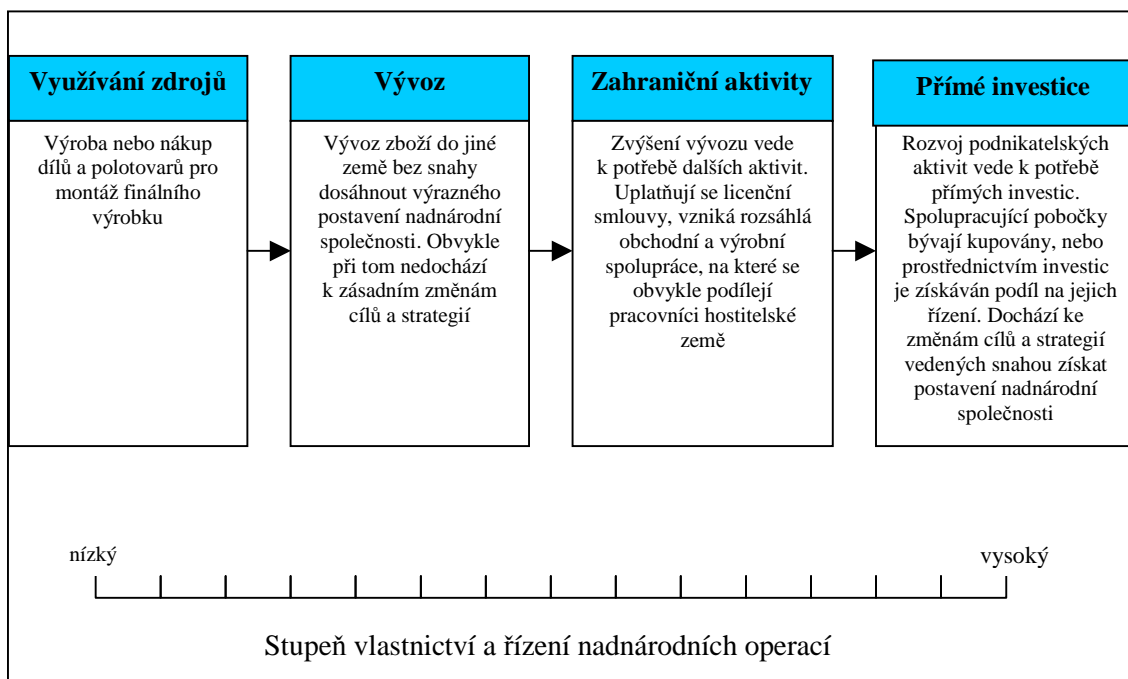 Využívání zdrojů
Výroba nebo nákup
dílů a polotovarů pro
montáž finálního
výrobku
Vývoz
Vývoz zboží do jiné
země bez snahy
dosáhnout výrazného
postavení nadnárodní
společnosti. Obvykle
při tom nedochází
k zásadním změnám
cílů a strategií
Zahraniční aktivity
Zvýšení vývozu vede
k potřebě dalších aktivit.
Uplatňují se licenční
smlouvy, vzniká rozsáhlá
obchodní a výrobní
spolupráce, na které se
obvykle podílejí
pracovníci hostitelské
země
Přímé investice
Rozvoj podnikatelských
aktivit vede k potřebě
přímých investic.
Spolupracující pobočky
bývají kupovány, nebo
prostřednictvím investic
je získáván podíl na jejich
řízení. Dochází ke
změnám cílů a strategií
vedených snahou získat
postavení nadnárodní
společnosti
nízký
vysoký
Stupeň vlastnictví a řízení nadnárodních operací